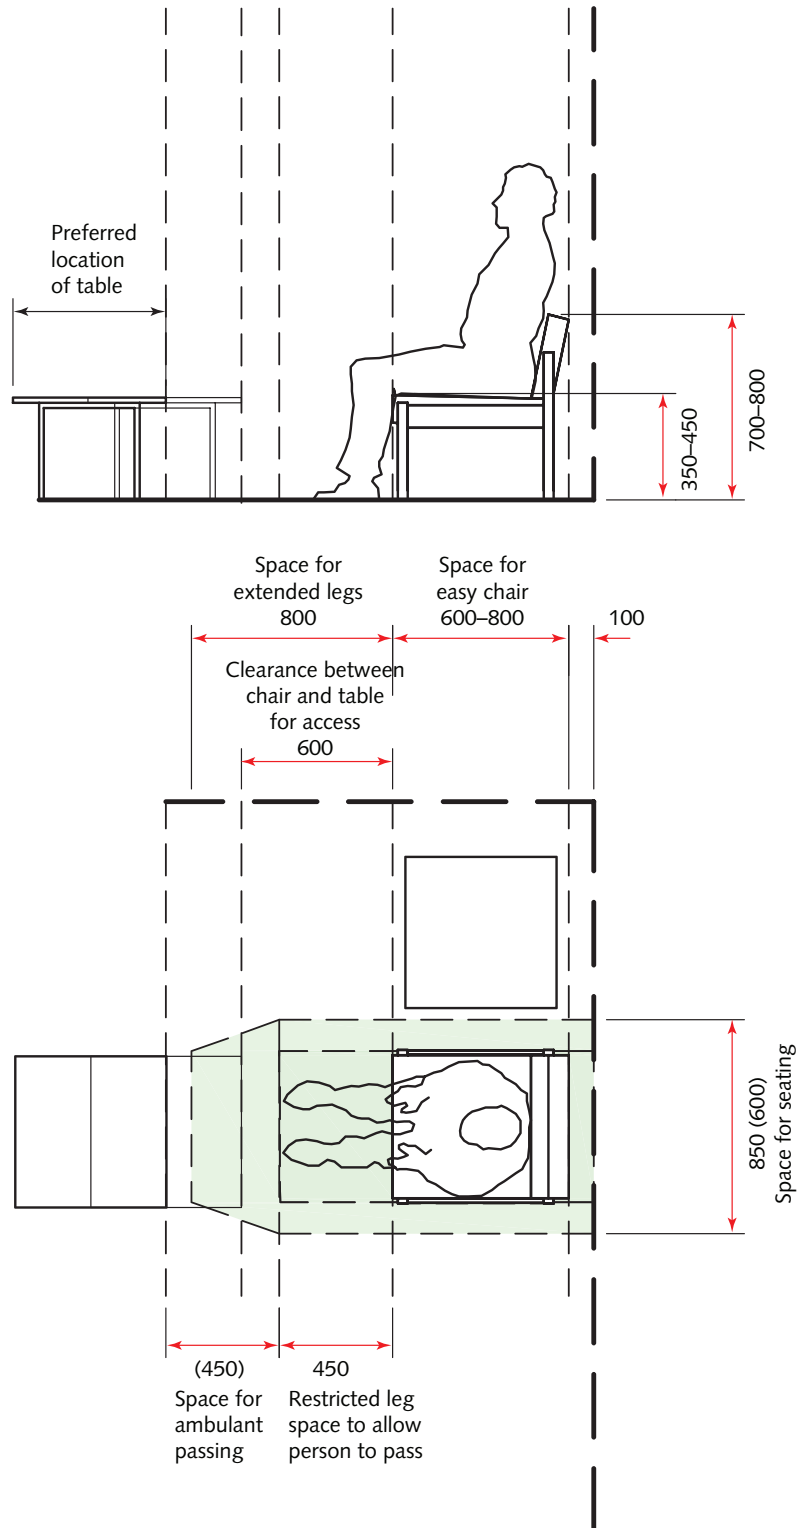 Preferred
location
of table
350–450
700–800
Space for
extended legs
800
Space for
easy chair
600–800
100
Clearance between
chair and table
for access
600
850 (600)
Space for seating
(450)
Space for
ambulant
passing
450
Restricted leg
space to allow
person to pass